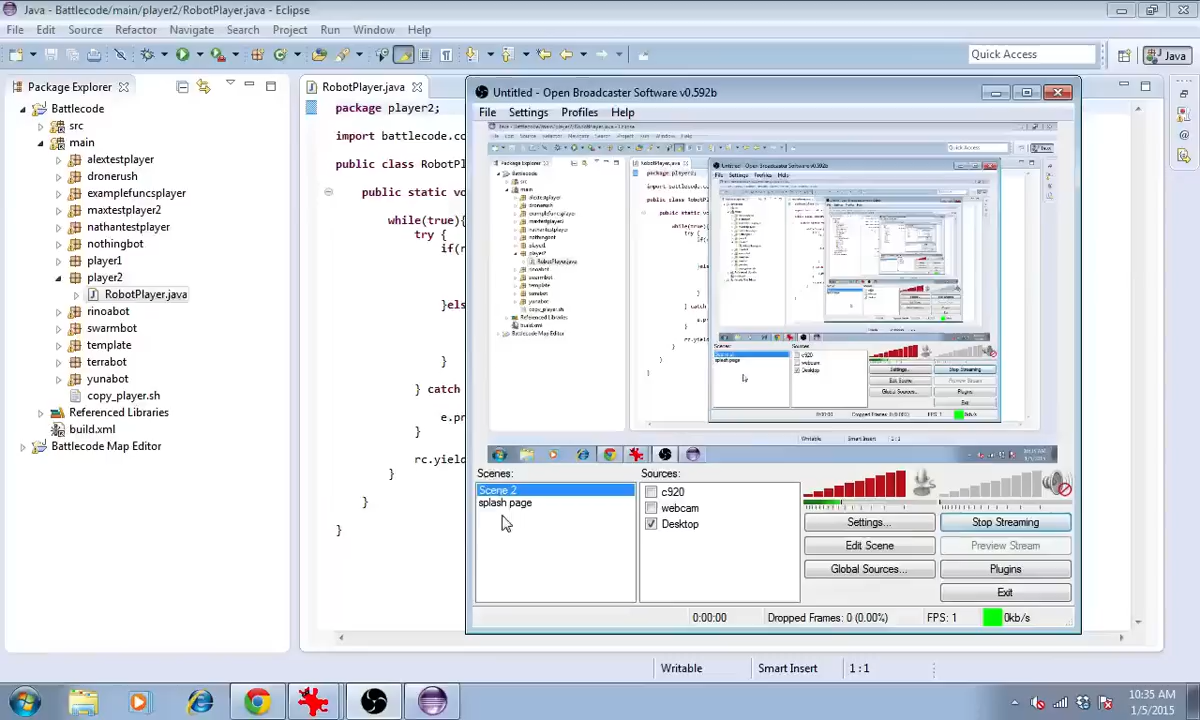 Java - Battlecode/main/player2/RobotPlayer.java - Eclipse
File Edit Source Refactor Navigate Search Project Run Window Help
Quick Access
Java
Package Explorer
RobotPlayer.java
Battlecode
src
main
alextestplayer
dronerush
examplefuncsplayer
maxtestplayer2
nathantestplayer
nothingbot
player1
player2
RobotPlayer.java
rinoabot
swarmbot
template
terrabot
yunabot
copy_player.sh
Referenced Libraries
build.xml
Battlecode Map Editor
package player2;
import battlecode.co
public class RobotPl
public static vo
while(true){
try {
if(r
}els
}
} catch
e.pr
}
rc.yield
}
}
}
Untitled - Open Broadcaster Software v0.592b
File Settings Profiles Help
Scenes:
Scene 2
splash page
Sources:
c920
webcam
Desktop
Settings...
Stop Streaming
Edit Scene
Preview Stream
Global Sources...
Plugins
Exit
0:00:00
Dropped Frames: 0 (0.00%)
FPS: 1
0kb/s
Writable
Smart Insert
1 : 1
10:35 AM
1/5/2015